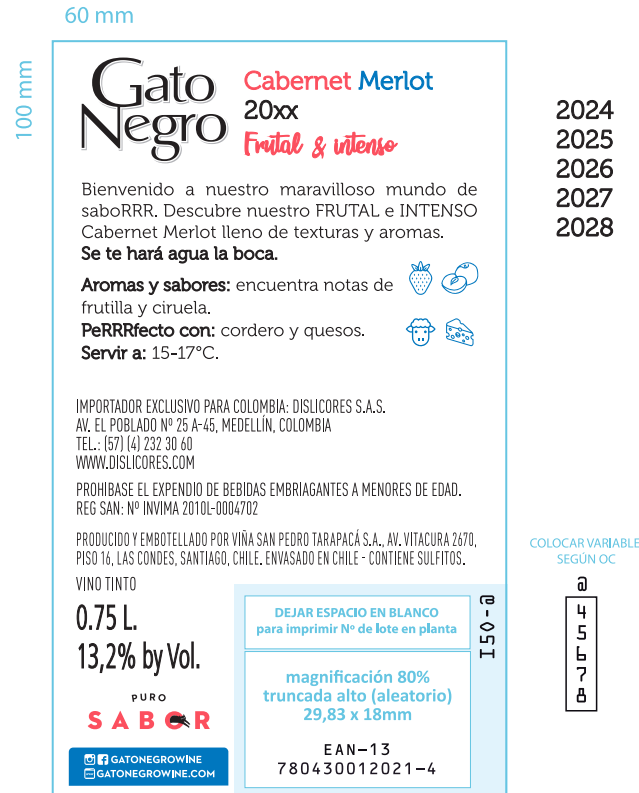 60 mm
100 mm
Gato
Negro
Cabernet Merlot
20xx
Frutal & intenso
Bienvenido a nuestro maravilloso mundo de
saboRRR. Descubre nuestro FRUTAL e INTENSO
Cabernet Merlot lleno de texturas y aromas.
Se te hará agua la boca.
Aromas y sabores: encuentra notas de
frutilla y ciruela.
PeRRRfecto con: cordero y quesos.
Servir a: 15-17°C.
IMPORTADOR EXCLUSIVO PARA COLOMBIA: DISLICORES S.A.S.
AV. EL POBLADO Nº 25 A-45, MEDELLÍN, COLOMBIA
TEL.: (57) (4) 232 30 60
WWW.DISLICORES.COM
PROHIBASE EL EXPENDIO DE BEBIDAS EMBRIAGANTES A MENORES DE EDAD.
REG SAN: Nº INVIMA 2010L-0004702
PRODUCIDO Y EMBOTELLADO POR VIÑA SAN PEDRO TARAPACÁ S.A., AV. VITACURA 2670,
PISO 16, LAS CONDES, SANTIAGO, CHILE. ENVASADO EN CHILE - CONTIENE SULFITOS.
VINO TINTO
0.75 L.
13,2% by Vol.
PURO
SABOR
GATONEGROWINE
GATONEGROWINE.COM
DEJAR ESPACIO EN BLANCO
para imprimir Nº de lote en planta
magnificación 80%
truncada alto (aleatorio)
29,83 x 18mm
EAN-13
780430012021-4
I50-a
2024
2025
2026
2027
2028
COLOCAR VARIABLE
SEGÚN OC
a
4
5
6
7
8